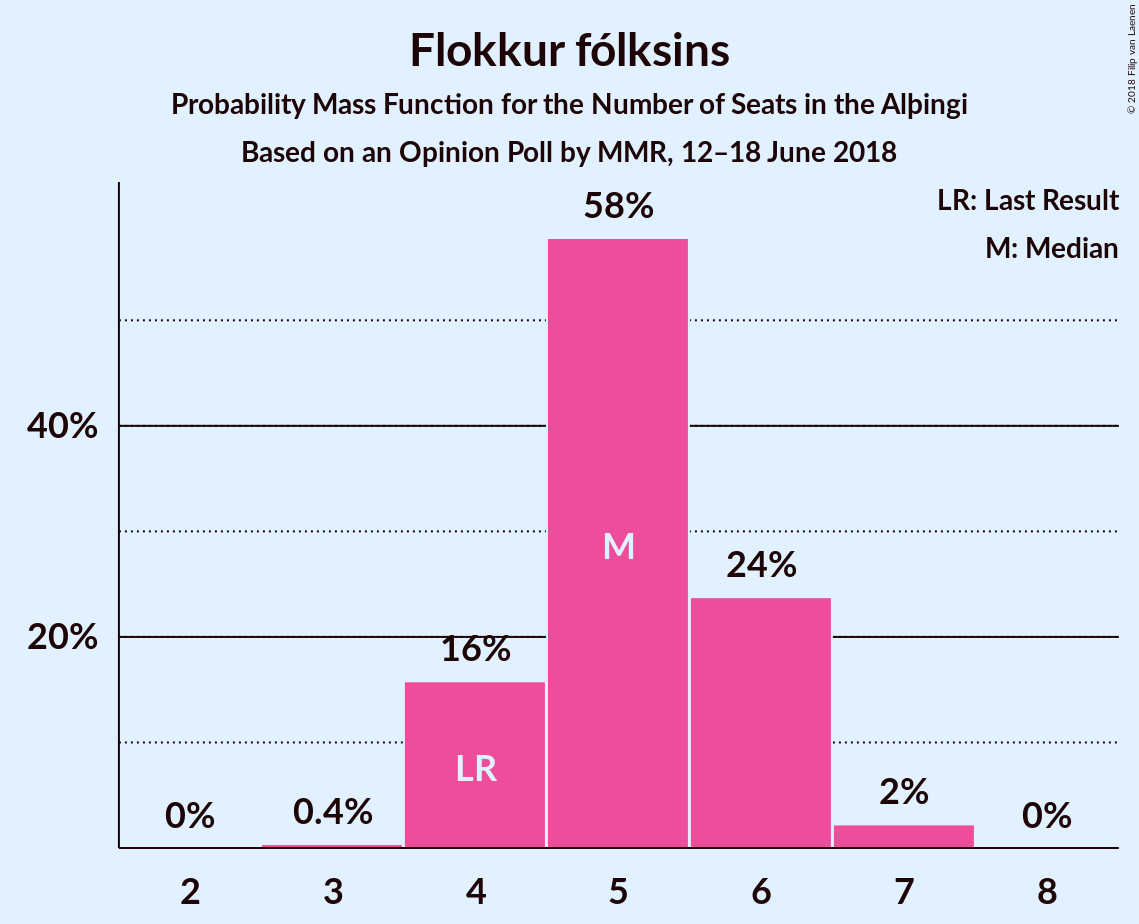 Flokkur fólksins
Probability Mass Function for the Number of Seats in the Alþingi
Based on an Opinion Poll by MMR, 12–18 June 2018
© 2018 Filip van Laenen
LR: Last Result
M: Median
58%
40%
M
24%
20%
16%
LR
2%
0%
0.4%
0%
2 3 4 5 6 7 8